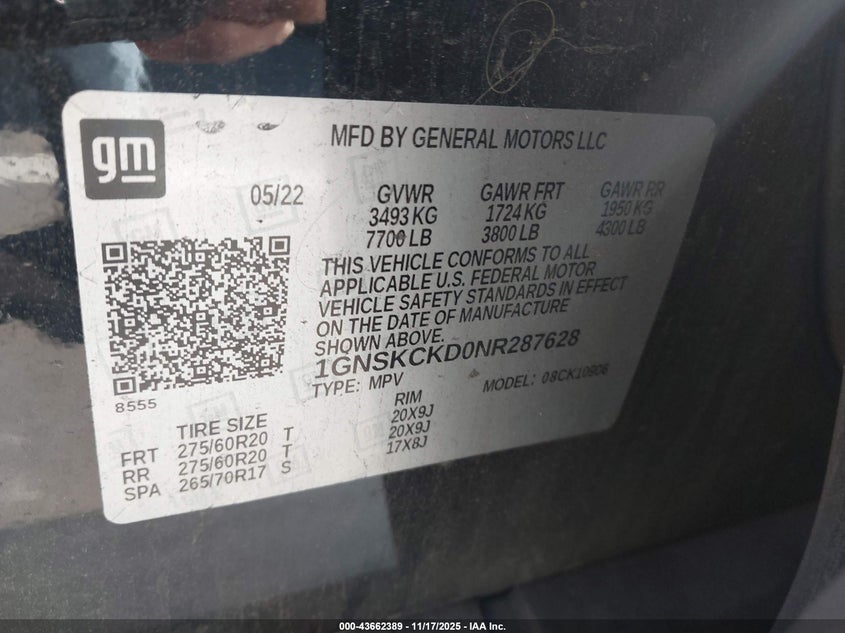 gm
MFD BY GENERAL MOTORS LLC
05/22 GVWR GAWR FRT GAWR RR
3493 KG 1724 KG 1950 KG
7700 LB 3800 LB 4300 LB
THIS VEHICLE CONFORMS TO ALL
APPLICABLE U.S. FEDERAL MOTOR
VEHICLE SAFETY STANDARDS IN EFFECT
ON THE DATE OF MANUFACTURE
SHOWN ABOVE.
1GNSKCKD0NR287628
TYPE: MPV MODEL: 08CK10906
8555
TIRE SIZE RIM
FRT 275/60R20 T 20X9J
RR 275/60R20 T 20X9J
SPA 265/70R17 S 17X8J
000-43662389 - 11/17/2025 - IAA Inc.